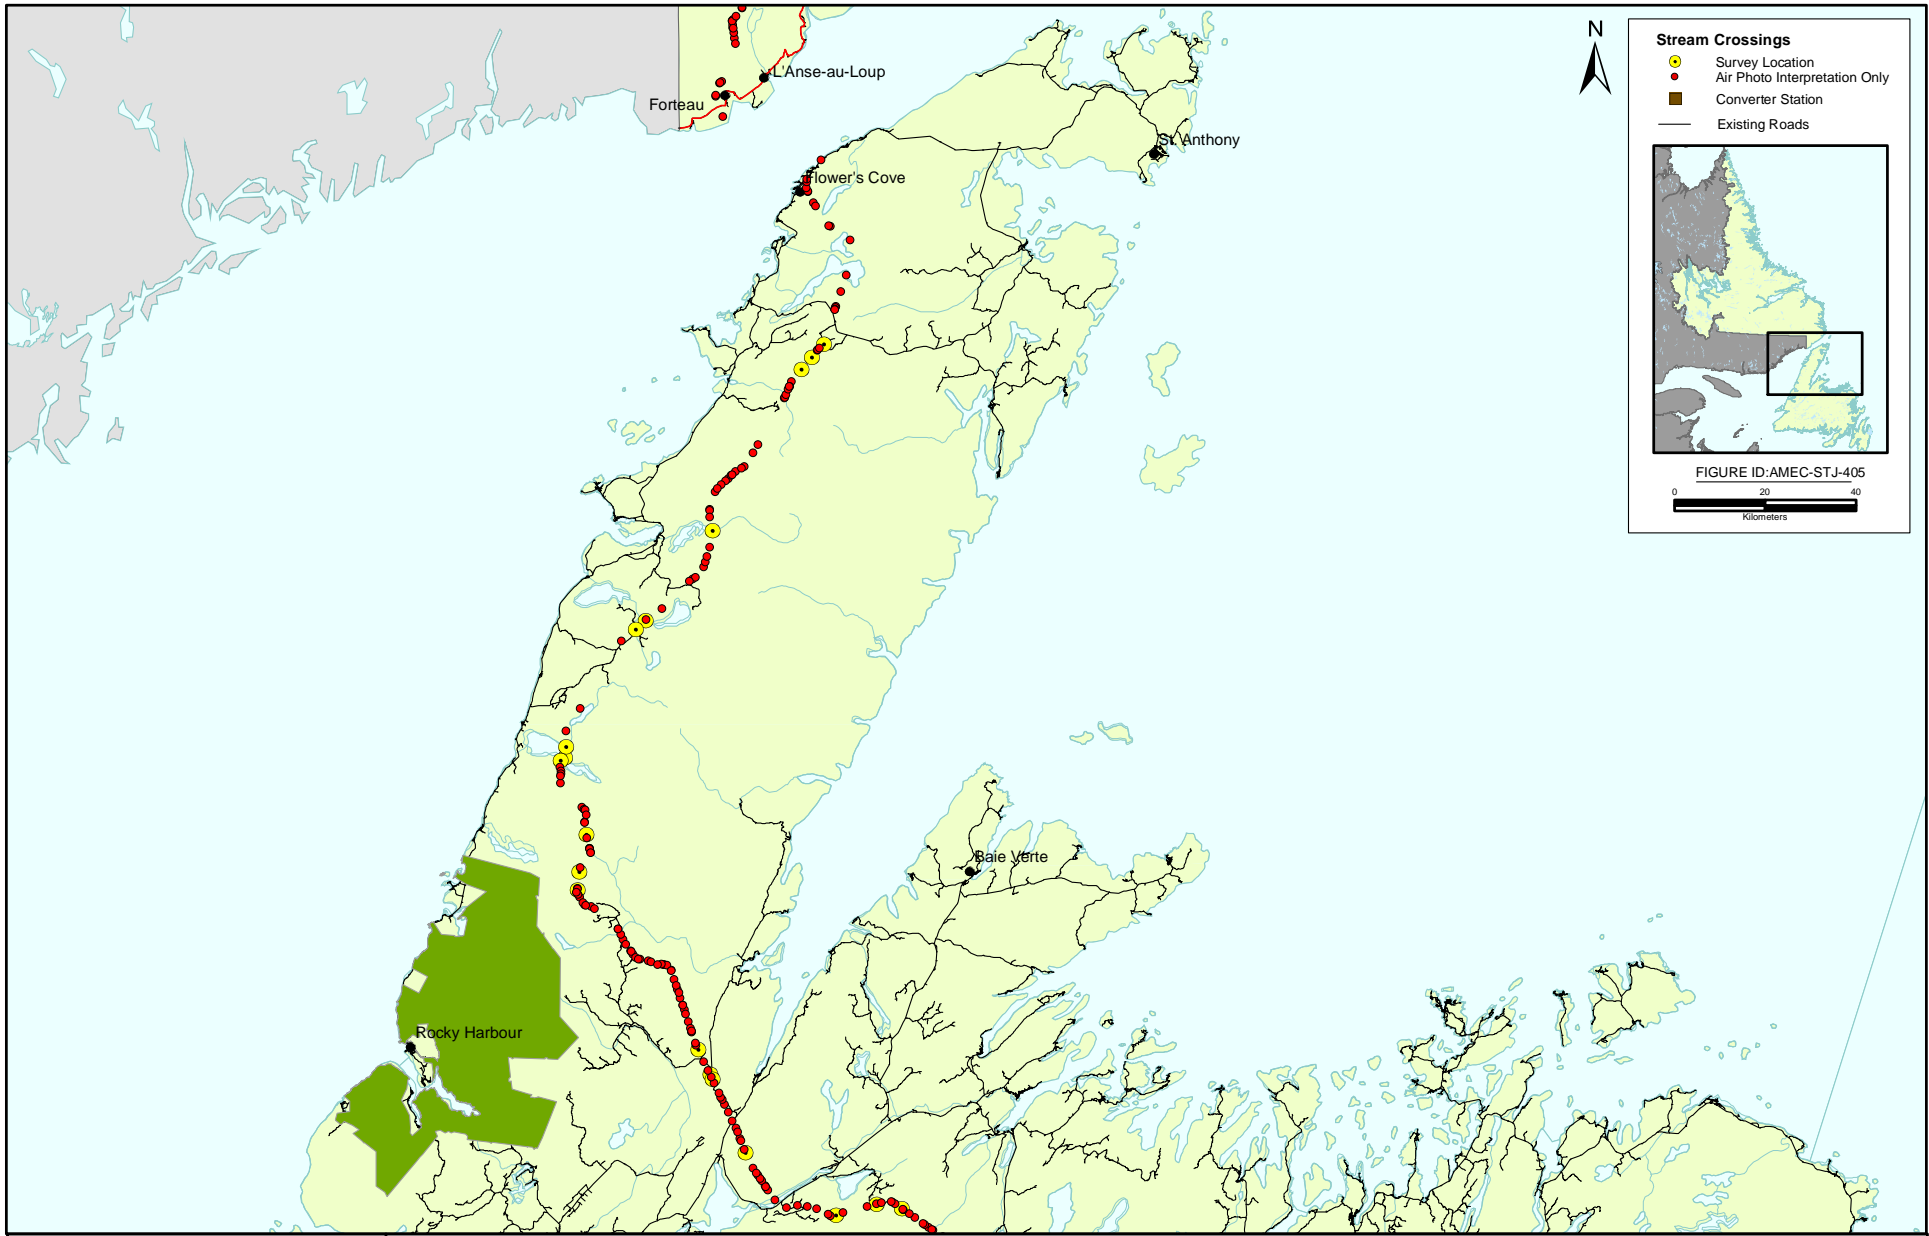 N
Stream Crossings
Survey Location
Air Photo Interpretation Only
Converter Station
Existing Roads
FIGURE ID:AMEC-STJ-405
0 20 40
Kilometers
L'Anse-au-Loup
Forteau
St. Anthony
Flower's Cove
Baie Verte
Rocky Harbour